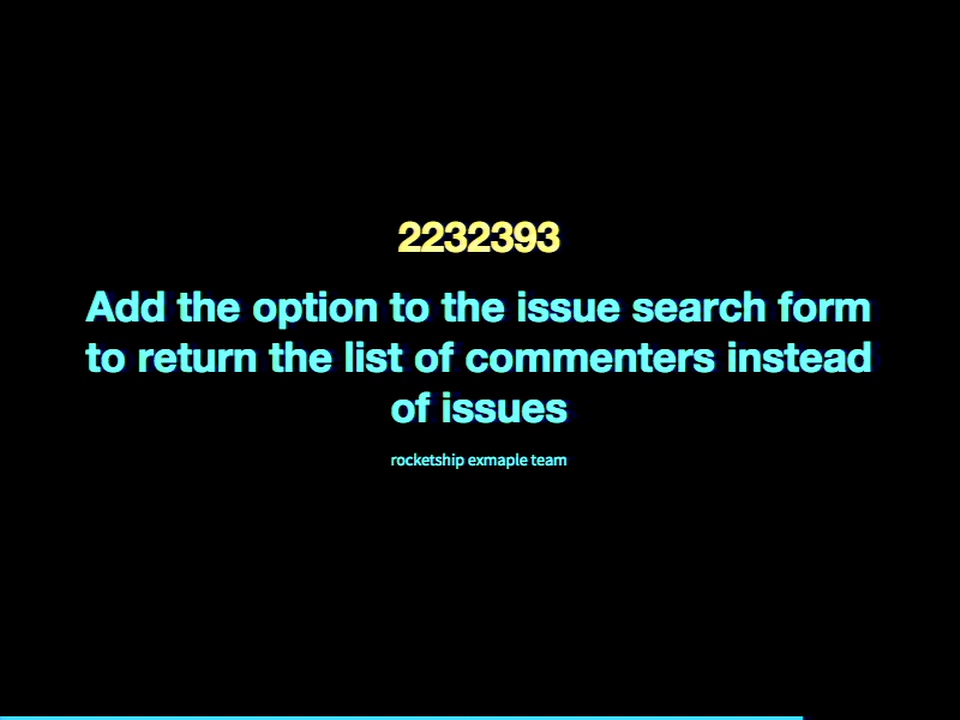 2232393
Add the option to the issue search form
to return the list of commenters instead
of issues
rocketship exmaple team